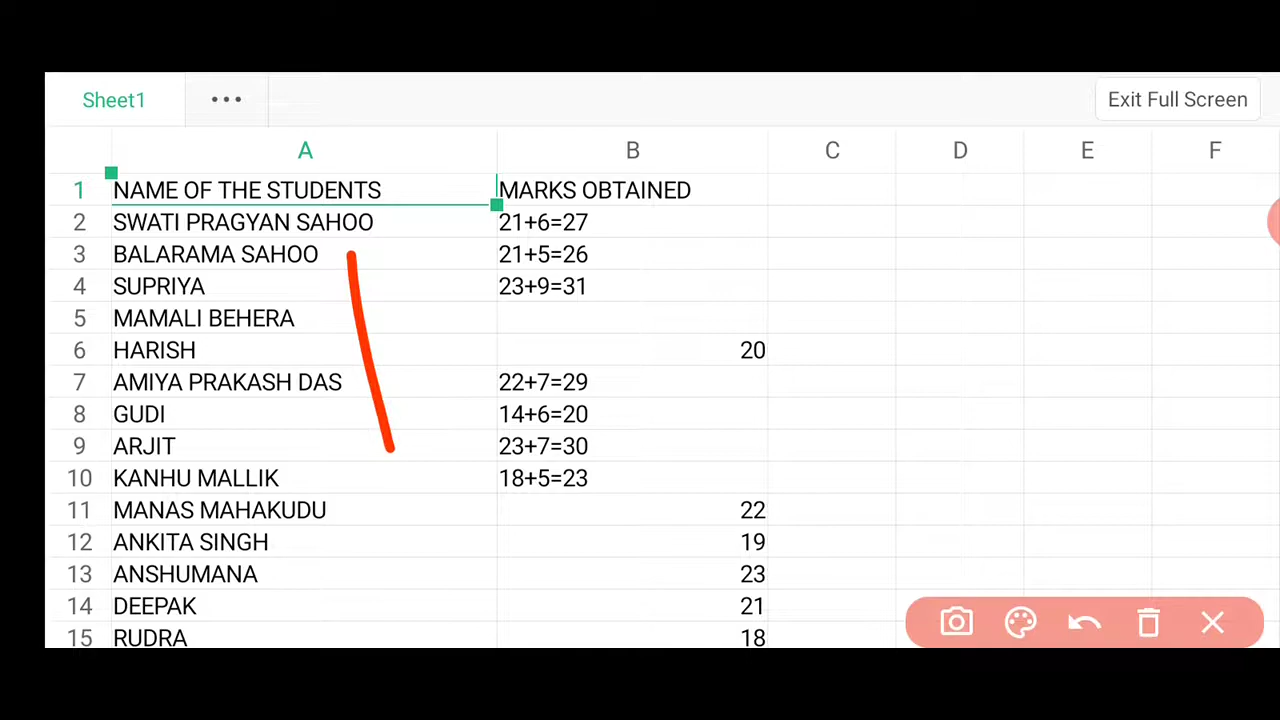 Sheet1 ••• Exit Full Screen
A B C D E F
1 NAME OF THE STUDENTS MARKS OBTAINED
2 SWATI PRAGYAN SAHOO 21+6=27
3 BALARAMA SAHOO 21+5=26
4 SUPRIYA 23+9=31
5 MAMALI BEHERA
6 HARISH 20
7 AMIYA PRAKASH DAS 22+7=29
8 GUDI 14+6=20
9 ARJIT 23+7=30
10 KANHU MALLIK 18+5=23
11 MANAS MAHAKUDU 22
12 ANKITA SINGH 19
13 ANSHUMANA 23
14 DEEPAK 21
15 RUDRA 18